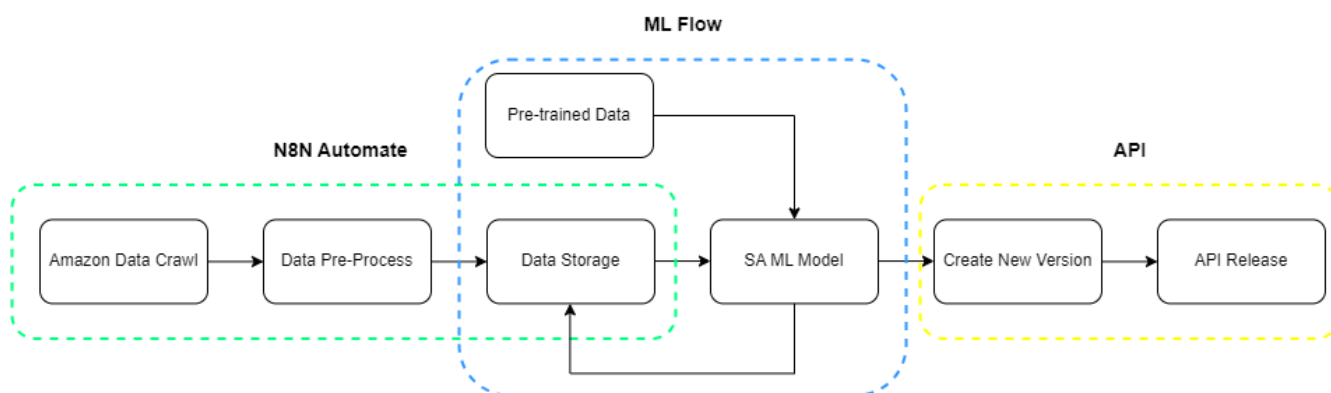 ML Flow
Pre-trained Data
N8N Automate
API
Amazon Data Crawl
Data Pre-Process
Data Storage
SA ML Model
Create New Version
API Release